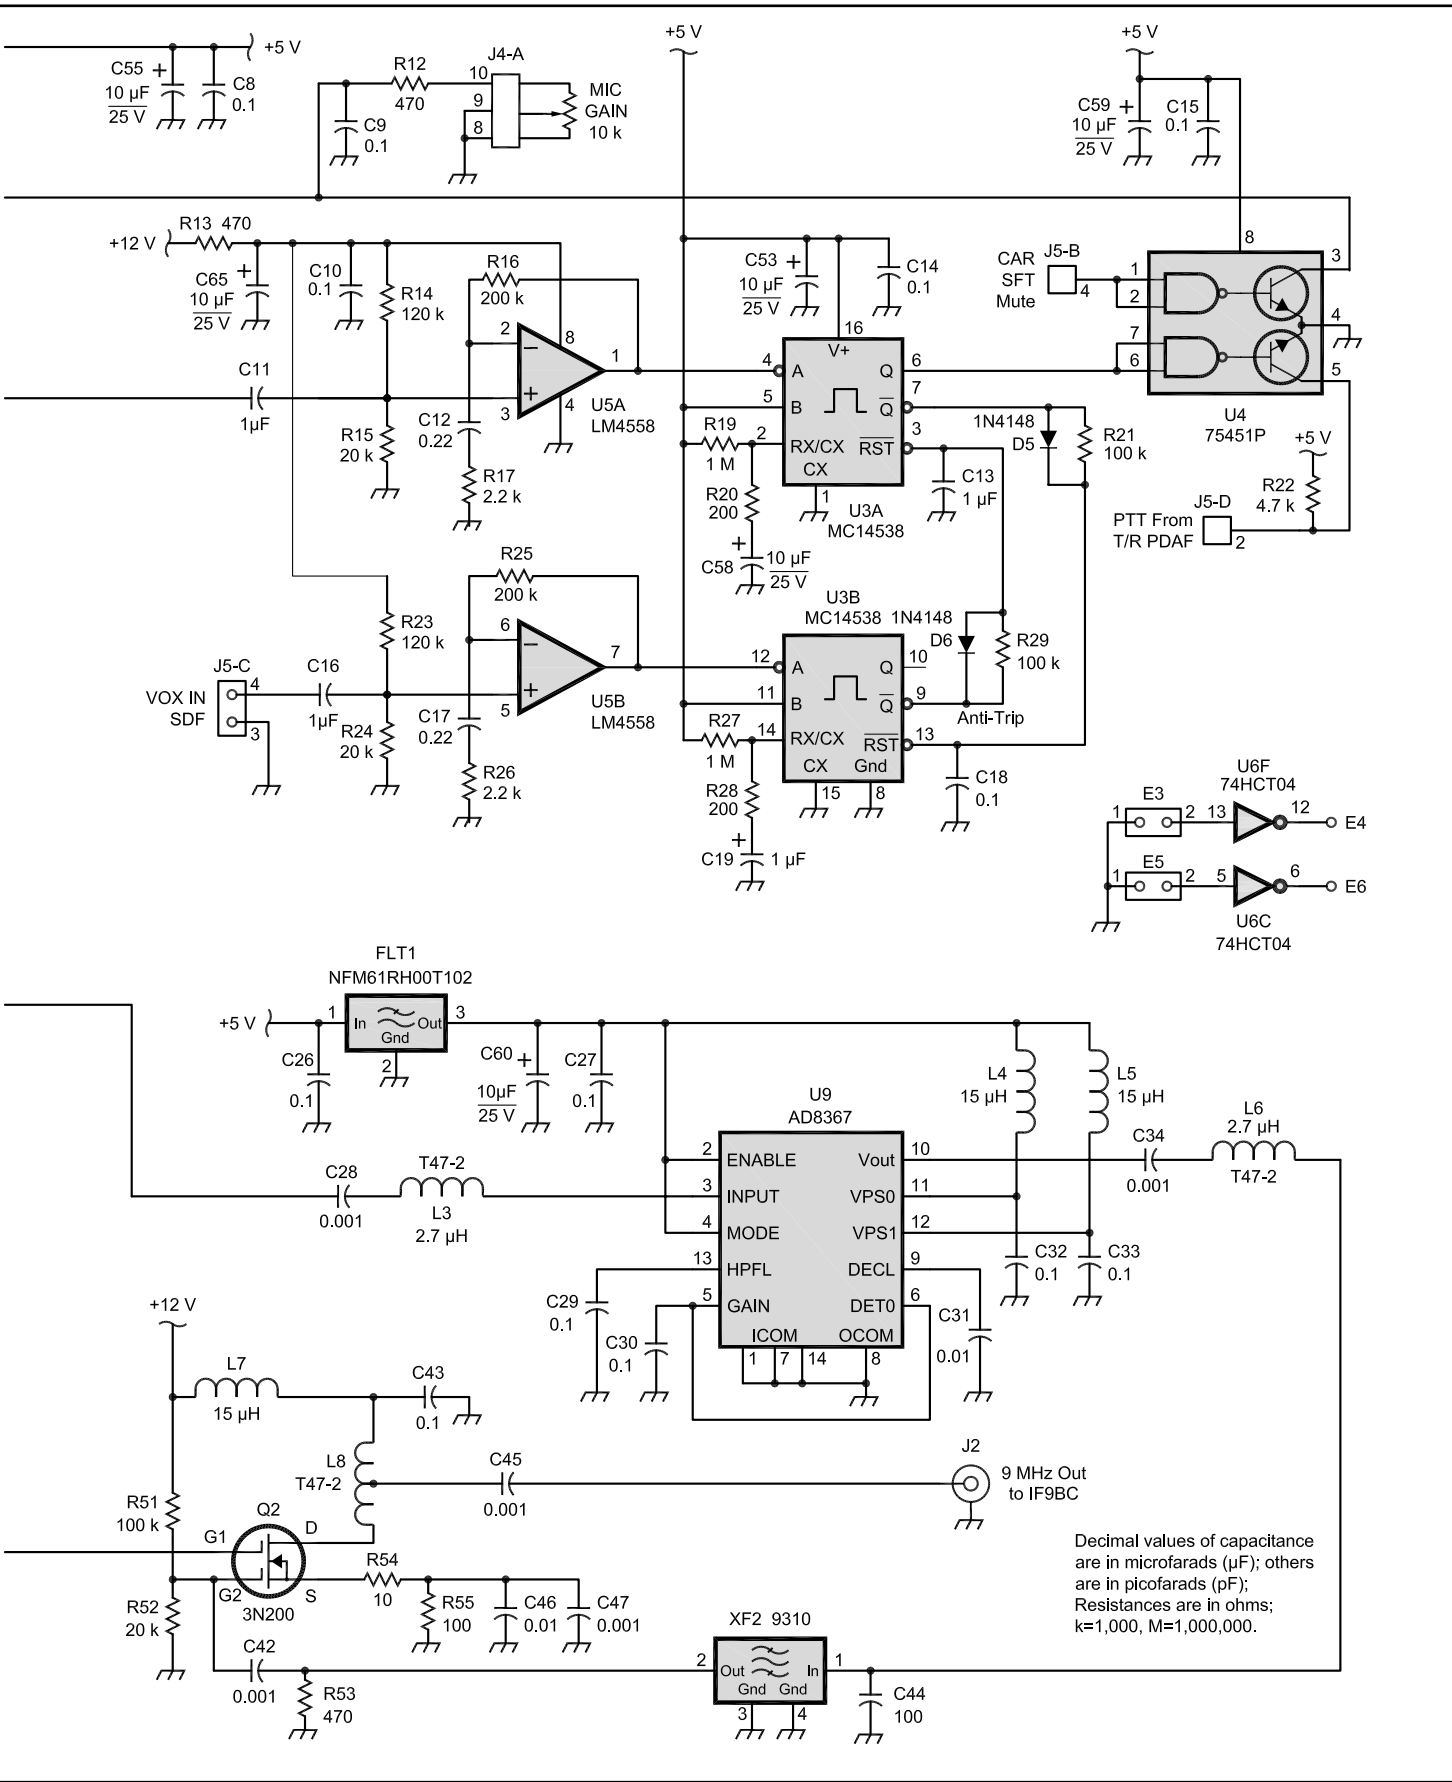 +5 V
C55 +
10 µF
25 V
C8
0.1
R12
470
C9
0.1
J4-A
10
9
8
MIC
GAIN
10 k
+5 V
+5 V
C59 +
10 µF
25 V
C15
0.1
+12 V
R13 470
C65 +
10 µF
25 V
C10
0.1
R14
120 k
R16
200 k
C11
1µF
R15
20 k
C12
0.22
R17
2.2 k
2
3
8
4
1
− +
U5A
LM4558
C53 +
10 µF
25 V
C14
0.1
16
V+
4 A Q 6
5 B Q 7
2 RX/CX RST 3
CX
1
R19
1 M
R20
200
+
C58 10 µF
25 V
U3A
MC14538
C13
1 µF
1N4148
D5
R21
100 k
CAR
SFT
Mute
J5-B
4
1
2
7
6
8
3
4
5
U4
75451P
+5 V
R22
4.7 k
J5-D
PTT From
T/R PDAF
2
R23
120 k
R25
200 k
J5-C
VOX IN
SDF
4
3
C16
1µF
R24
20 k
C17
0.22
R26
2.2 k
6
5
7
− +
U5B
LM4558
U3B
MC14538
12 A Q 10
11 B Q 9
14 RX/CX RST 13
CX Gnd
15 8
R27
1 M
R28
200
+
C19 1 µF
1N4148
D6
R29
100 k
Anti-Trip
C18
0.1
U6F
74HCT04
E3
1 2 13 12 E4
E5
1 2 5 6 E6
U6C
74HCT04
FLT1
NFM61RH00T102
+5 V
1 In Out 3
Gnd
2
C26
0.1
C60 +
10µF
25 V
C27
0.1
L4
15 µH
L5
15 µH
U9
AD8367
2 ENABLE Vout 10
3 INPUT VPS0 11
4 MODE VPS1 12
13 HPFL DECL 9
5 GAIN DET0 6
ICOM OCOM
1 7 14 8
C28
0.001
T47-2
L3
2.7 µH
C34
0.001
L6
2.7 µH
T47-2
C32
0.1
C33
0.1
C29
0.1
C30
0.1
C31
0.01
+12 V
L7
15 µH
C43
0.1
L8
T47-2
C45
0.001
J2
9 MHz Out
to IF9BC
R51
100 k
Q2
G1
D
G2
S
3N200
R52
20 k
R54
10
R55
100
C46
0.01
C47
0.001
C42
0.001
R53
470
XF2 9310
2 Out In 1
Gnd Gnd
3 4
C44
100
Decimal values of capacitance
are in microfarads (µF); others
are in picofarads (pF);
Resistances are in ohms;
k=1,000, M=1,000,000.